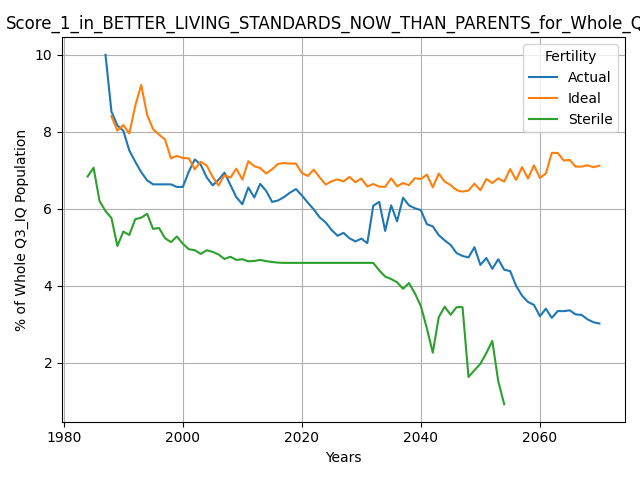 Score_1_in_BETTER_LIVING_STANDARDS_NOW_THAN_PARENTS_for_Whole_Q
Fertility
Actual
Ideal
Sterile
% of Whole Q3_IQ Population
10
8
6
4
2
1980 2000 2020 2040 2060
Years